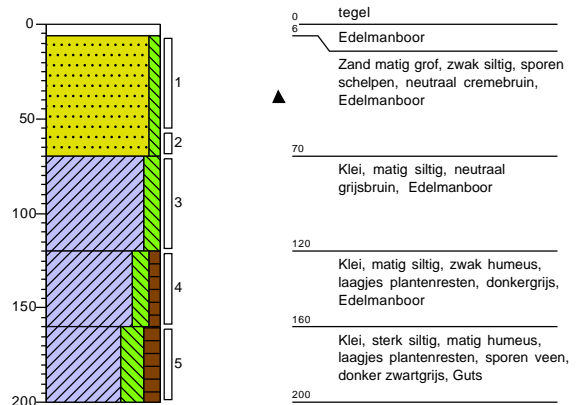 0
50
100
150
200
1
2
3
4
5
0
tegel
6
Edelmanboor
Zand matig grof, zwak siltig, sporen
schelpen, neutraal cremebruin,
Edelmanboor
70
Klei, matig siltig, neutraal
grijsbruin, Edelmanboor
120
Klei, matig siltig, zwak humeus,
laagjes plantenresten, donkergrijs,
Edelmanboor
160
Klei, sterk siltig, matig humeus,
laagjes plantenresten, sporen veen,
donker zwartgrijs, Guts
200